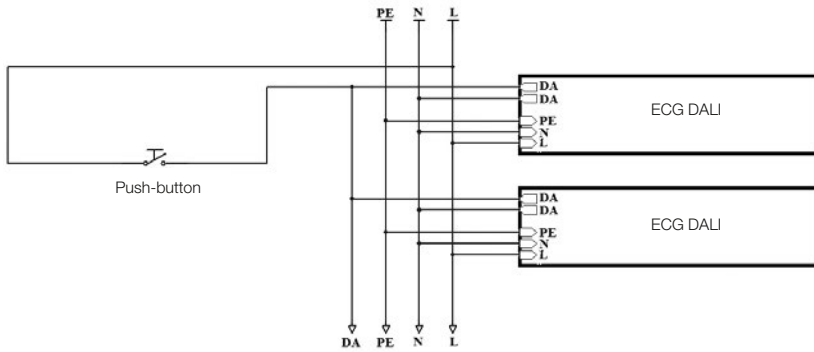 PE N L
DA
DA
ECG DALI
PE
N
L
Push-button
DA
DA
ECG DALI
PE
N
L
DA PE N L